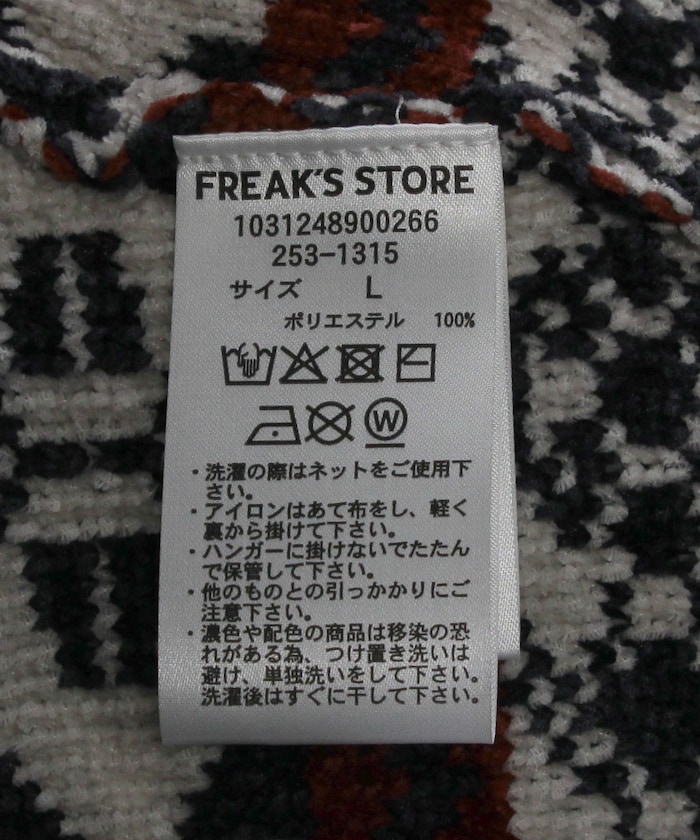 FREAK'S STORE
1031248900266
253-1315
サイズ L
ポリエステル 100%
W
・洗濯の際はネットをご使用下
さい。
・アイロンはあて布をし、軽く
裏から掛けて下さい。
・ハンガーに掛けないでたたん
で保管して下さい。
・他のものとの引っかかりにご
注意下さい。
・濃色や配色の商品は移染の恐
れがある為、つけ置き洗いは
避け、単独洗いをして下さい。
洗濯後はすぐに干して下さい。